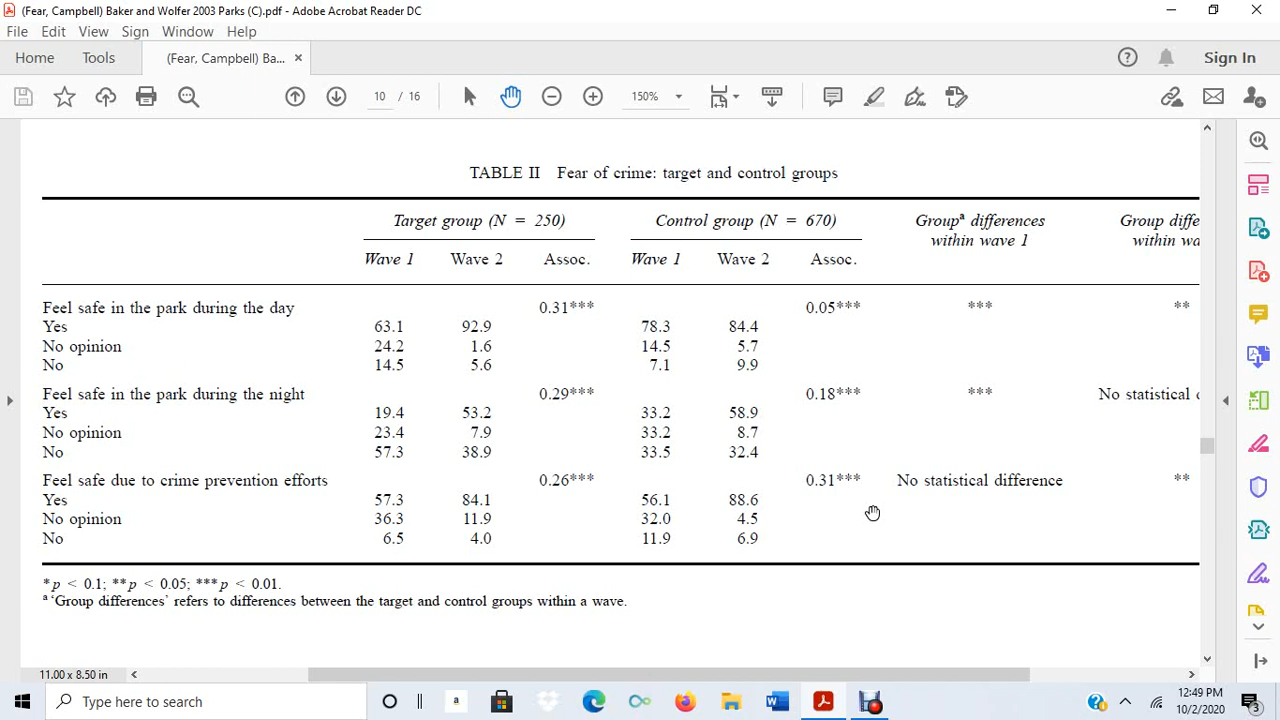 (Fear, Campbell) Baker and Wolfer 2003 Parks (C).pdf - Adobe Acrobat Reader DC
File Edit View Sign Window Help
Home Tools (Fear, Campbell) Ba... × Sign In
10 / 16 150%
TABLE II Fear of crime: target and control groups
Target group (N = 250) Control group (N = 670) Groupᵃ differences within wave 1 Group diffe within wa
Wave 1 Wave 2 Assoc. Wave 1 Wave 2 Assoc.
Feel safe in the park during the day 0.31*** 0.05*** *** **
Yes 63.1 92.9 78.3 84.4
No opinion 24.2 1.6 14.5 5.7
No 14.5 5.6 7.1 9.9
Feel safe in the park during the night 0.29*** 0.18*** *** No statistical d
Yes 19.4 53.2 33.2 58.9
No opinion 23.4 7.9 33.2 8.7
No 57.3 38.9 33.5 32.4
Feel safe due to crime prevention efforts 0.26*** 0.31*** No statistical difference **
Yes 57.3 84.1 56.1 88.6
No opinion 36.3 11.9 32.0 4.5
No 6.5 4.0 11.9 6.9
*p < 0.1; **p < 0.05; ***p < 0.01.
ᵃ ‘Group differences’ refers to differences between the target and control groups within a wave.
11.00 x 8.50 in
Type here to search a W 12:49 PM
10/2/2020 3